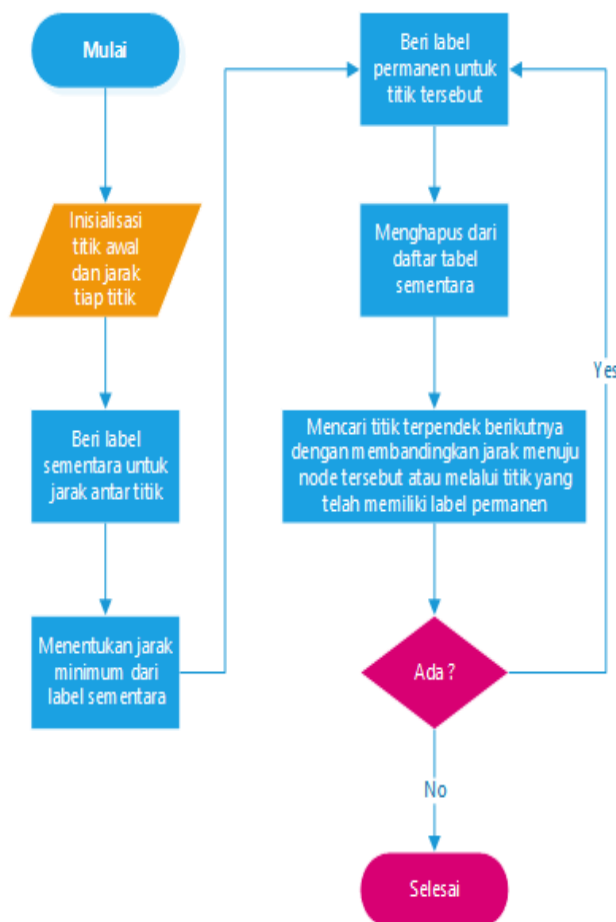 Mulai
Inisialisasi
titik awal
dan jarak
tiap titik
Beri label
sementara untuk
jarak antar titik
Menentukan jarak
minimum dari
label sementara
Beri label
permanen untuk
titik tersebut
Menghapus dari
daftar tabel
sementara
Mencari titik terpendek berikutnya
dengan membandingkan jarak menuju
node tersebut atau melalui titik yang
telah memiliki label permanen
Ada ?
Yes
No
Selesai